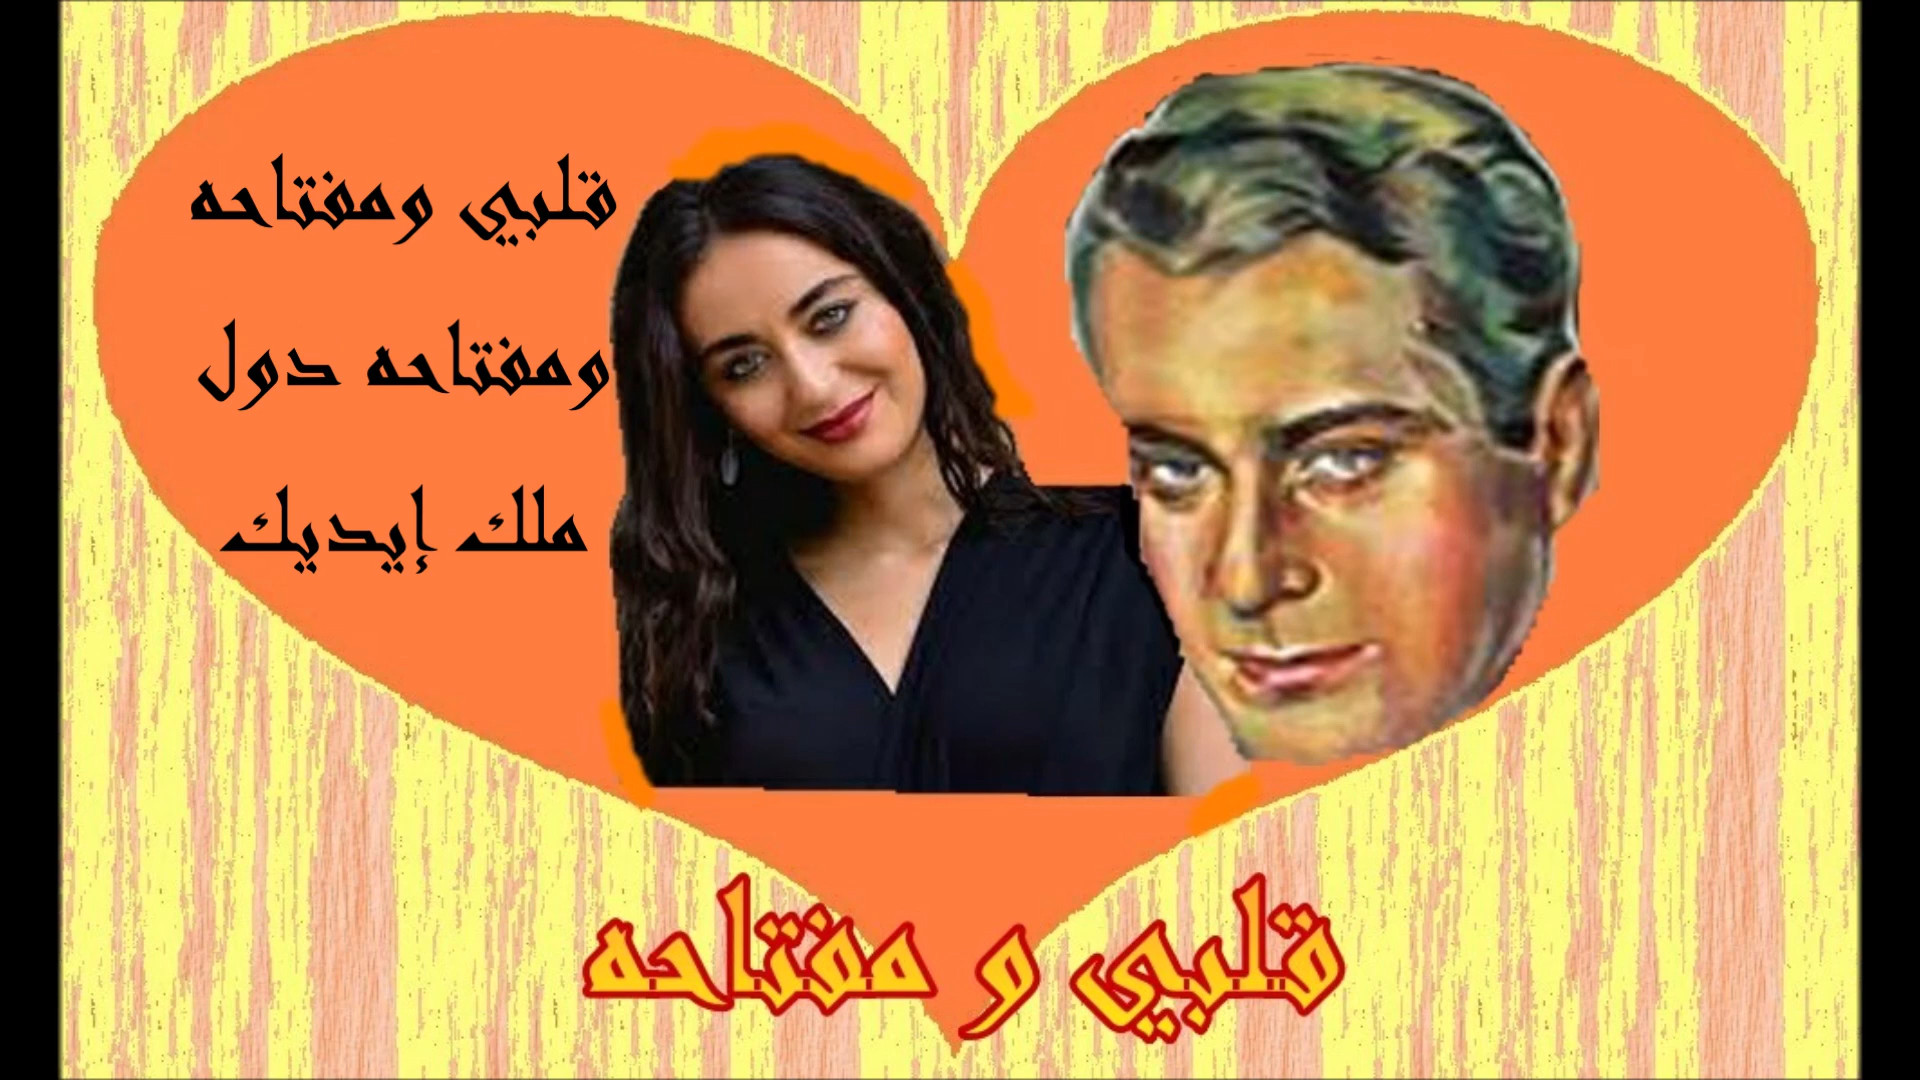 قلبي ومفتاحه
ومفتاحه دول
ملك إيديك
قلبي و مفتاحه